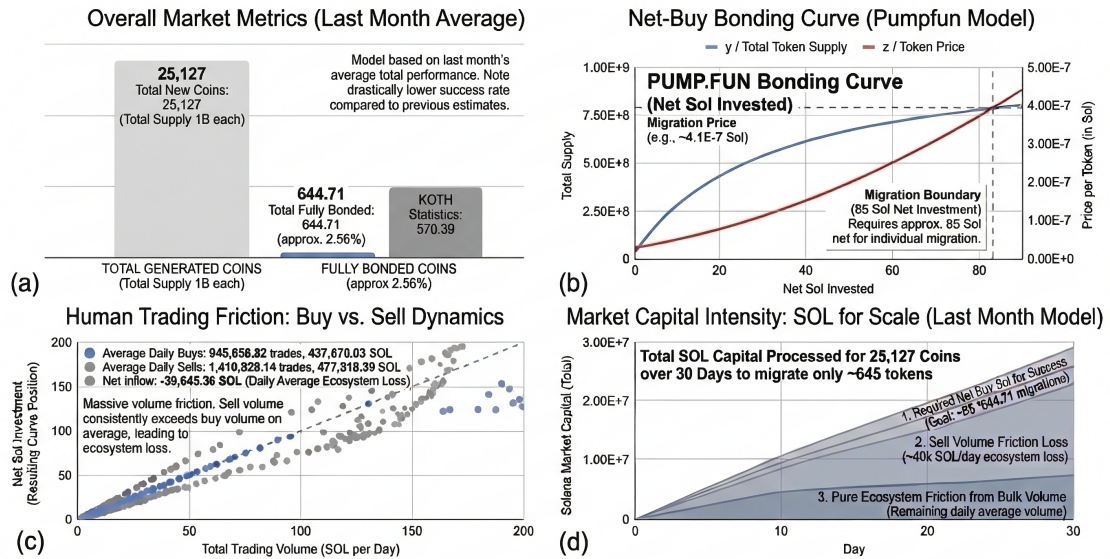 Overall Market Metrics (Last Month Average)
25,127
Total New Coins:
25,127
(Total Supply 1B each)
Model based on last month's
average total performance. Note
drastically lower success rate
compared to previous estimates.
644.71
Total Fully Bonded:
644.71
(approx. 2.56%)
KOTH
Statistics:
570.39
TOTAL GENERATED COINS
(Total Supply 1B each)
FULLY BONDED COINS
(approx 2.56%)
(a)
Net-Buy Bonding Curve (Pumpfun Model)
y / Total Token Supply
z / Token Price
1.00E+9
7.50E+8
5.00E+8
2.50E+8
0
Total Supply
PUMP.FUN Bonding Curve
(Net Sol Invested)
Migration Price
(e.g., ~4.1E-7 Sol)
Migration Boundary
(85 Sol Net Investment)
Requires approx. 85 Sol
net for individual migration.
5.00E-7
4.00E-7
3.00E-7
2.00E-7
1.00E-7
0.00E+0
Price per Token (in Sol)
0 20 40 60 80
Net Sol Invested
(b)
Human Trading Friction: Buy vs. Sell Dynamics
200
150
100
50
0
Net Sol Investment
(Resuting Curve Position)
Average Daily Buys: 945,656.82 trades, 437,670.03 SOL
Average Daily Sells: 1,410,828.14 trades, 477,318.39 SOL
Net inflow: -39,645.36 SOL (Daily Average Ecosystem Loss)
Massive volume friction. Sell volume
consistently exceeds buy volume on
average, leading to
ecosystem loss.
0 50 100 150 200
Total Trading Volume (SOL per Day)
(c)
Market Capital Intensity: SOL for Scale (Last Month Model)
3.00E+7
2.00E+7
1.00E+7
0
Solena Market Capital (Total)
Total SOL Capital Processed for 25,127 Coins
over 30 Days to migrate only ~645 tokens
1. Required Net Buy Sol for Success
(Goal: ~85 *644.71 migrations)
2. Sell Volume Friction Loss
(~40k SOL/day ecosystem loss)
3. Pure Ecosystem Friction from Bulk Volume
(Remaining daily average volume)
0 10 20 30
Day
(d)